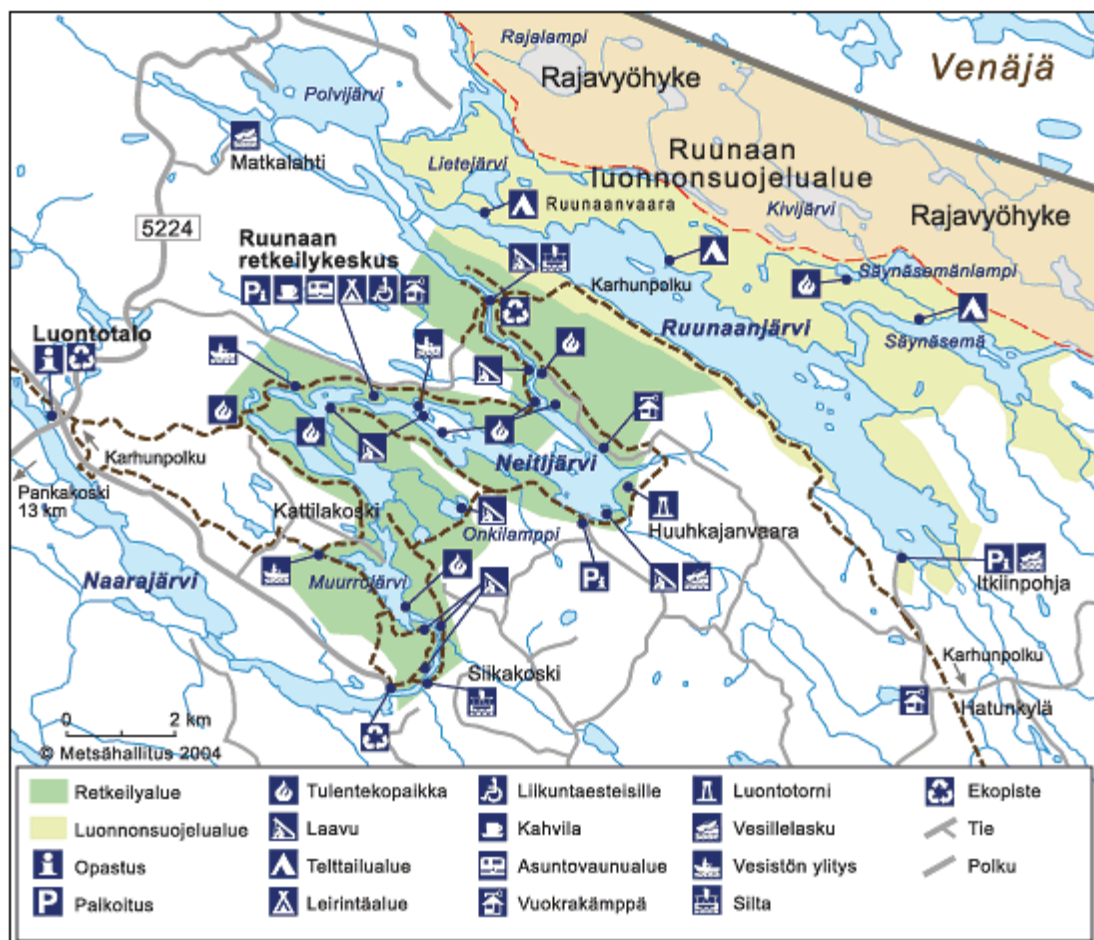 Rajalampi
Rajavyöhyke
Venäjä
Polvijärvi
Matkalahti
Lietejärvi
Ruunaan
luonnonsuojelualue
Ruunaanvaara
Kivijärvi
Rajavyöhyke
5224
Ruunaan
retkeilykeskus
Karhunpolku
Säynäsemänlampi
Ruunaanjärvi
Säynäsemä
Luontotalo
Karhunpolku
Neitijärvi
Pankakoski
13 km
Kattilakoski
Onkilamppi
Huuhkajanvaara
Naarajärvi
Muurrojärvi
Itkiinpohja
Siikakoski
Karhunpolku
Hatunkylä
0 2 km
© Metsähallitus 2004
Retkeilyalue
Tulentekopaikka
Liikuntaesteisille
Luontotorni
Ekopiste
Luonnonsuojelualue
Laavu
Kahvila
Vesillelasku
Tie
Opastus
Telttailualue
Asuntovaunualue
Vesistön ylitys
Polku
P Paikoitus
Leirintäalue
Vuokrakämppä
Silta